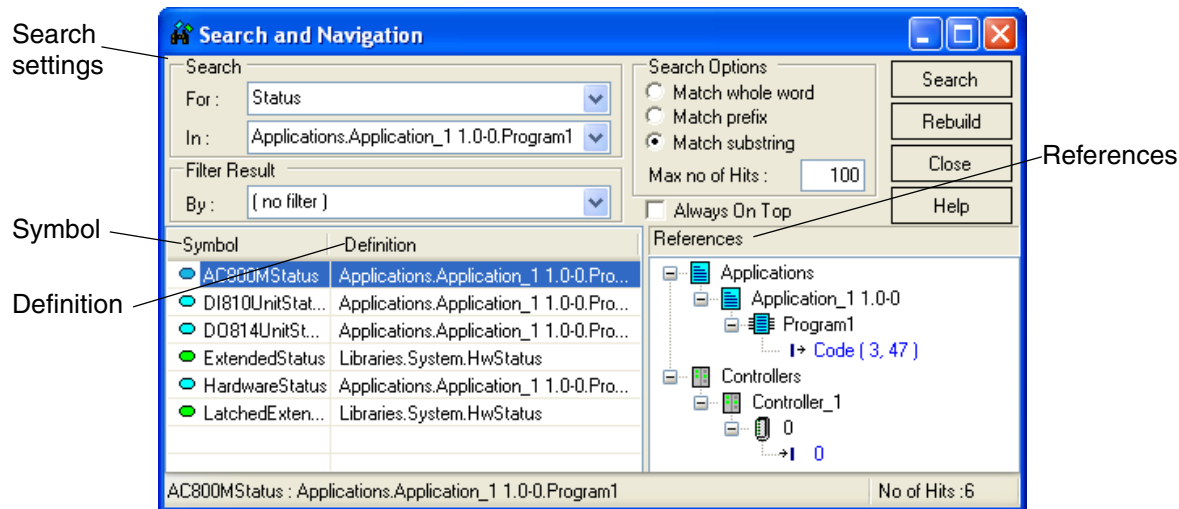 Search settings
Search and Navigation
Search
For : Status
In : Applications.Application_1 1.0-0.Program1
Filter Result
By : ( no filter )
Search Options
Match whole word
Match prefix
Match substring
Max no of Hits : 100
Always On Top
Search
Rebuild
Close
Help
References
Symbol
Definition
Symbol Definition
AC800MStatus Applications.Application_1 1.0-0.Pro...
DI810UnitStat... Applications.Application_1 1.0-0.Pro...
DO814UnitSt... Applications.Application_1 1.0-0.Pro...
ExtendedStatus Libraries.System.HwStatus
HardwareStatus Applications.Application_1 1.0-0.Pro...
LatchedExten... Libraries.System.HwStatus
References
Applications
Application_1 1.0-0
Program1
Code ( 3, 47 )
Controllers
Controller_1
0
0
AC800MStatus : Applications.Application_1 1.0-0.Program1
No of Hits :6